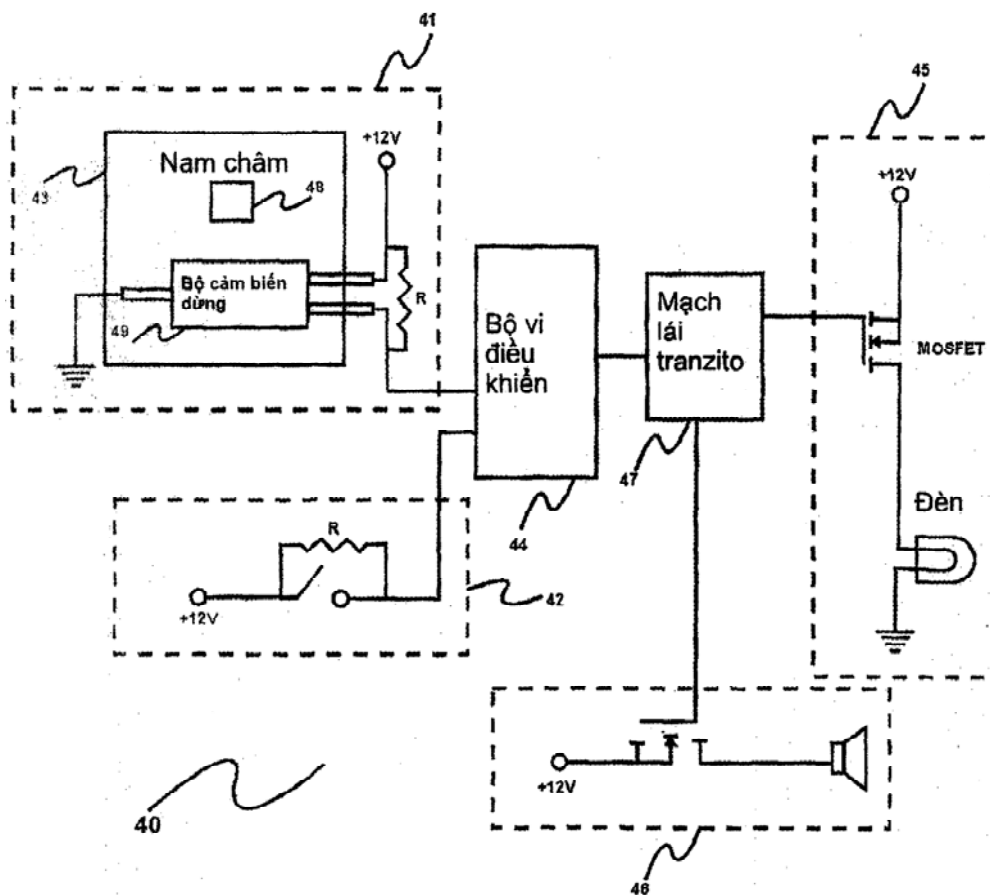 41
45
+12V
Nam châm
48
43
+12V
Bộ cảm biến
dừng
49
R
Bộ vi
điều
khiển
Mạch
lái
tranzito
MOSFET
47
44
Đèn
R
+12V
42
+12V
40
46